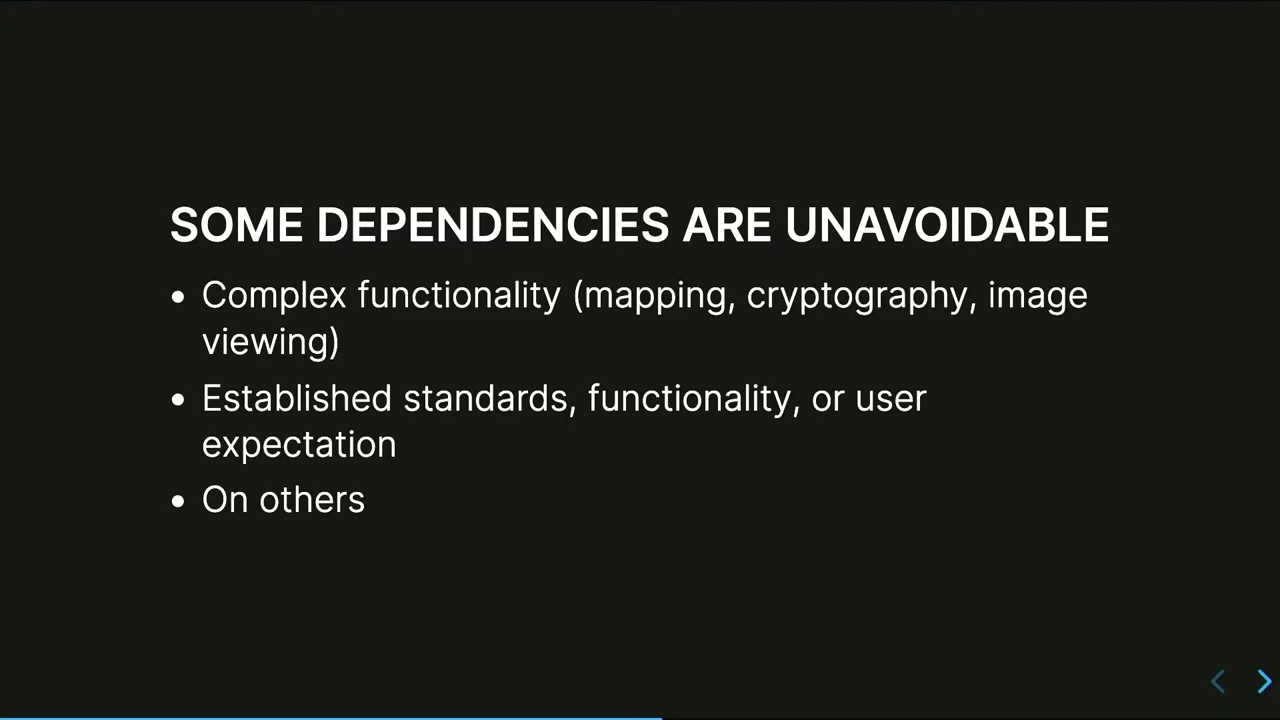 SOME DEPENDENCIES ARE UNAVOIDABLE
• Complex functionality (mapping, cryptography, image
viewing)
• Established standards, functionality, or user
expectation
• On others